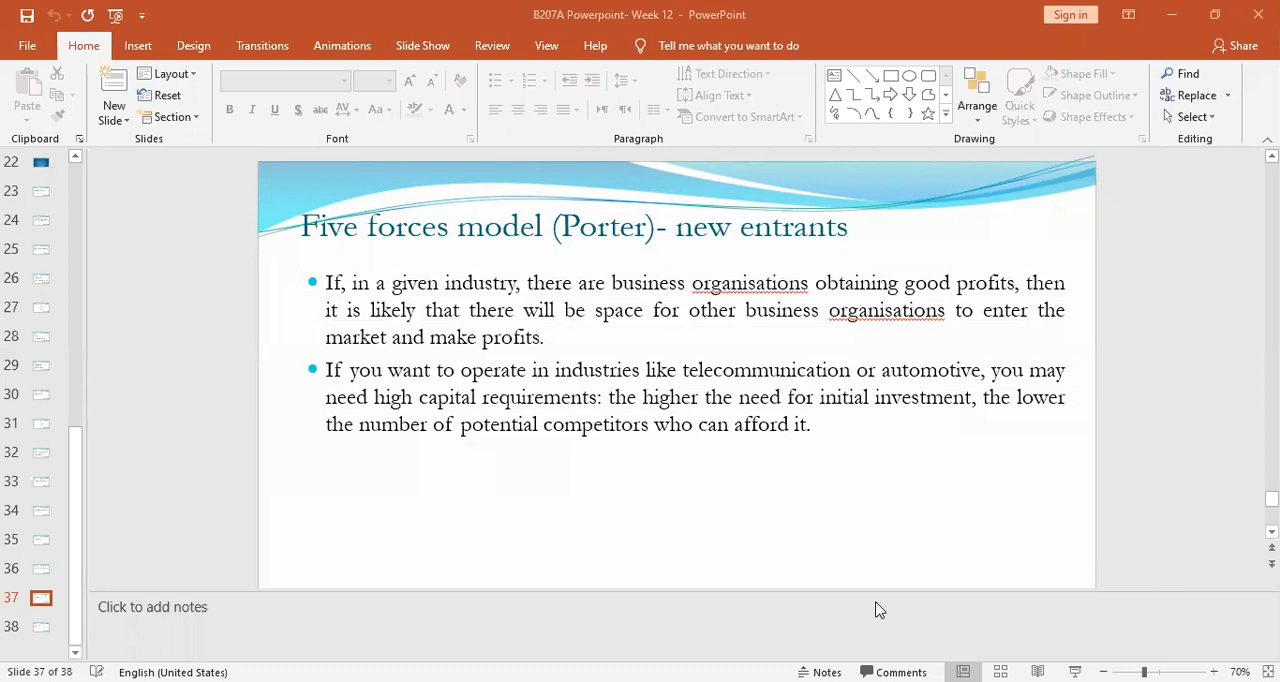 B207A Powerpoint- Week 12 - PowerPoint
Sign in
File Home Insert Design Transitions Animations Slide Show Review View Help Tell me what you want to do Share
Paste
New Slide
Layout
Reset
Section
B I U S abc AV Aa A
Text Direction
Align Text
Convert to SmartArt
Arrange
Quick Styles
Shape Fill
Shape Outline
Shape Effects
Find
Replace
Select
Clipboard Slides Font Paragraph Drawing Editing
22
23
24
25
26
27
28
29
30
31
32
33
34
35
36
37
38
Five forces model (Porter)- new entrants
If, in a given industry, there are business organisations obtaining good profits, then
it is likely that there will be space for other business organisations to enter the
market and make profits.
If you want to operate in industries like telecommunication or automotive, you may
need high capital requirements: the higher the need for initial investment, the lower
the number of potential competitors who can afford it.
Click to add notes
Slide 37 of 38 English (United States) Notes Comments 70%